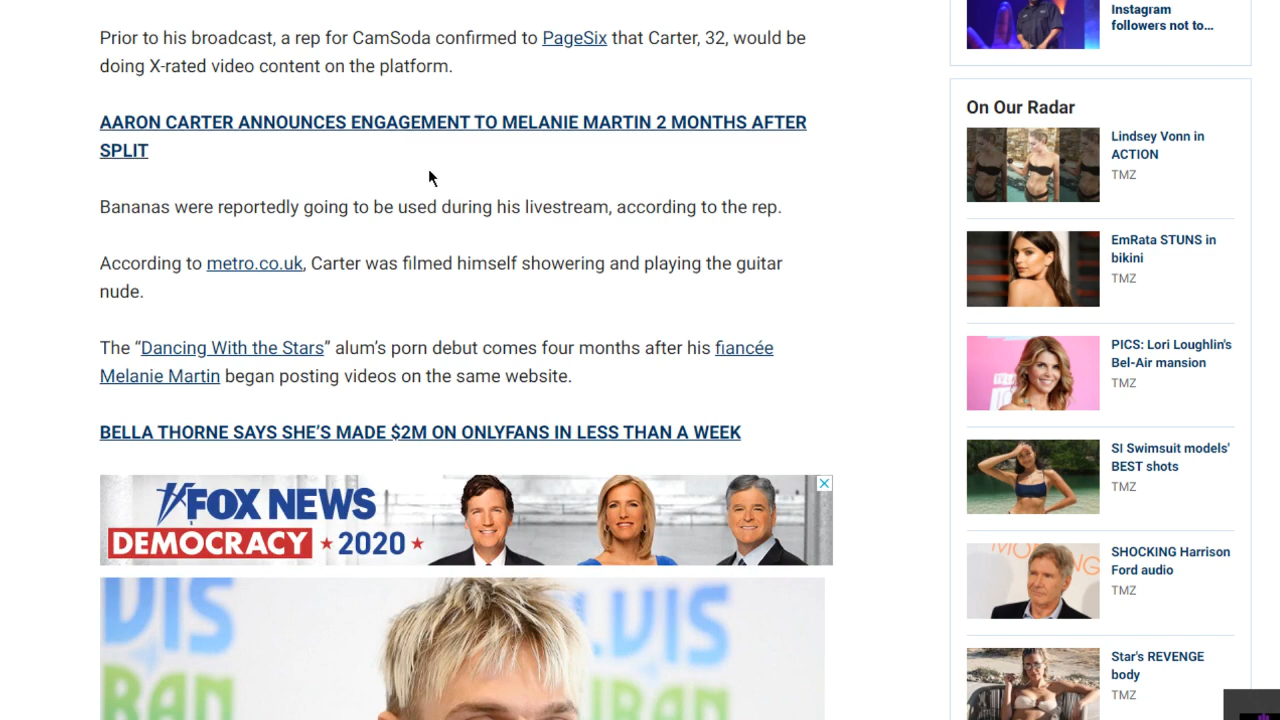 Prior to his broadcast, a rep for CamSoda confirmed to PageSix that Carter, 32, would be
doing X-rated video content on the platform.
AARON CARTER ANNOUNCES ENGAGEMENT TO MELANIE MARTIN 2 MONTHS AFTER
SPLIT
Bananas were reportedly going to be used during his livestream, according to the rep.
According to metro.co.uk, Carter was filmed himself showering and playing the guitar
nude.
The “Dancing With the Stars” alum’s porn debut comes four months after his fiancée
Melanie Martin began posting videos on the same website.
BELLA THORNE SAYS SHE’S MADE $2M ON ONLYFANS IN LESS THAN A WEEK
FOX NEWS
DEMOCRACY 2020
Instagram
followers not to...
On Our Radar
Lindsey Vonn in
ACTION
TMZ
EmRata STUNS in
bikini
TMZ
PICS: Lori Loughlin's
Bel-Air mansion
TMZ
SI Swimsuit models'
BEST shots
TMZ
SHOCKING Harrison
Ford audio
TMZ
Star's REVENGE
body
TMZ